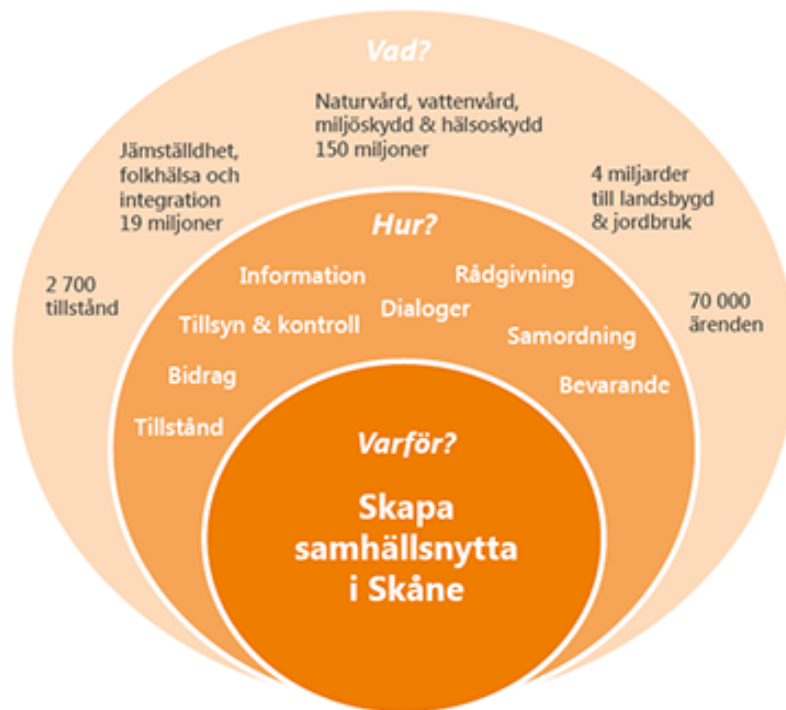 Vad?
Naturvård, vattenvård,
miljöskydd & hälsoskydd
150 miljoner
Jämställdhet,
folkhälsa och
integration
19 miljoner
4 miljarder
till landsbygd
& jordbruk
2 700
tillstånd
70 000
ärenden
Hur?
Information
Rådgivning
Dialoger
Tillsyn & kontroll
Samordning
Bidrag
Bevarande
Tillstånd
Varför?
Skapa
samhällsnytta
i Skåne